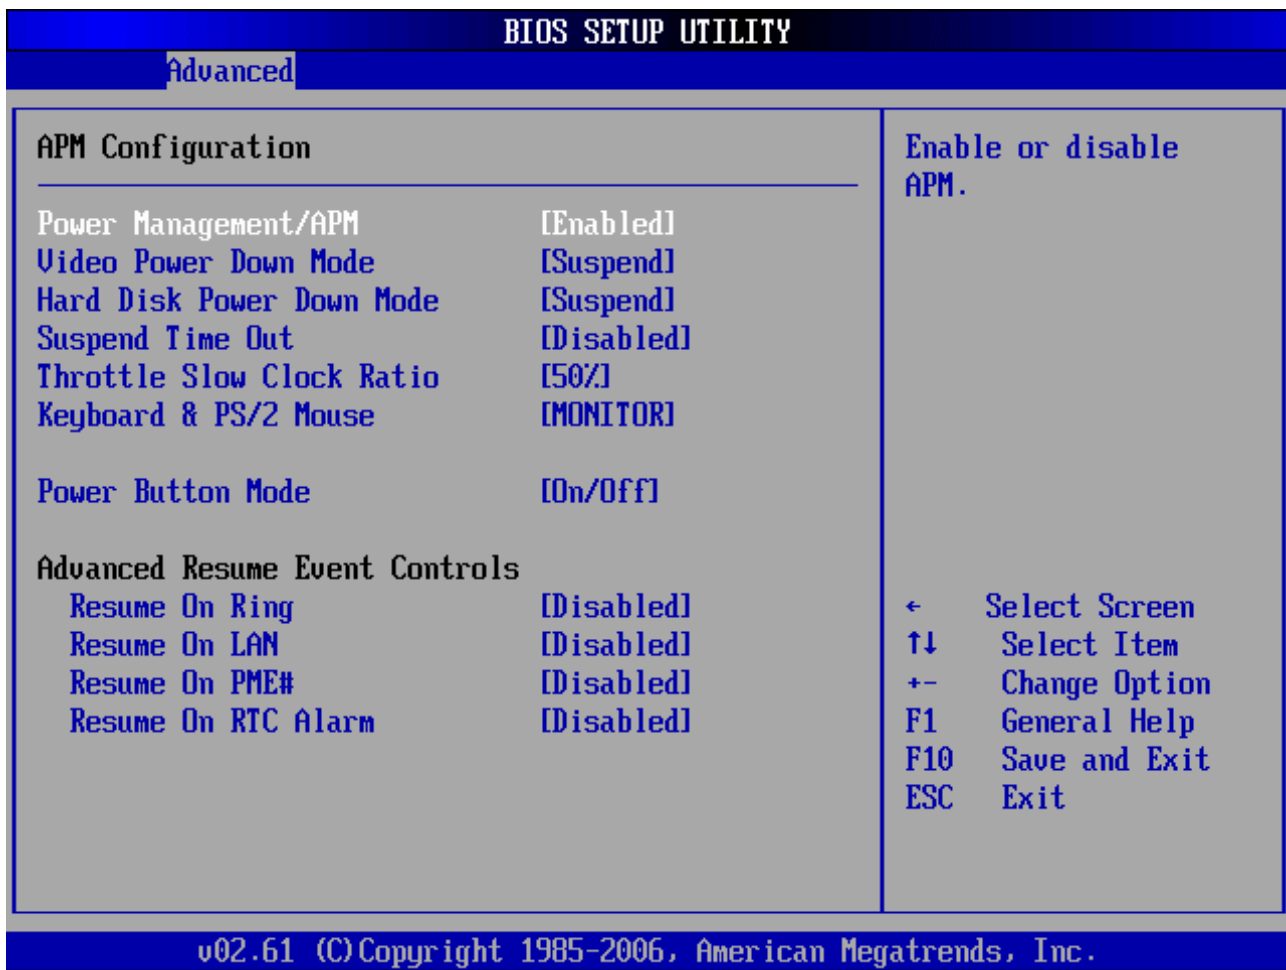 BIOS SETUP UTILITY
Advanced
APM Configuration
Power Management/APM [Enabled]
Video Power Down Mode [Suspend]
Hard Disk Power Down Mode [Suspend]
Suspend Time Out [Disabled]
Throttle Slow Clock Ratio [50%]
Keyboard & PS/2 Mouse [MONITOR]
Power Button Mode [On/Off]
Advanced Resume Event Controls
Resume On Ring [Disabled]
Resume On LAN [Disabled]
Resume On PME# [Disabled]
Resume On RTC Alarm [Disabled]
Enable or disable
APM.
← Select Screen
↑↓ Select Item
+- Change Option
F1 General Help
F10 Save and Exit
ESC Exit
v02.61 (C)Copyright 1985-2006, American Megatrends, Inc.